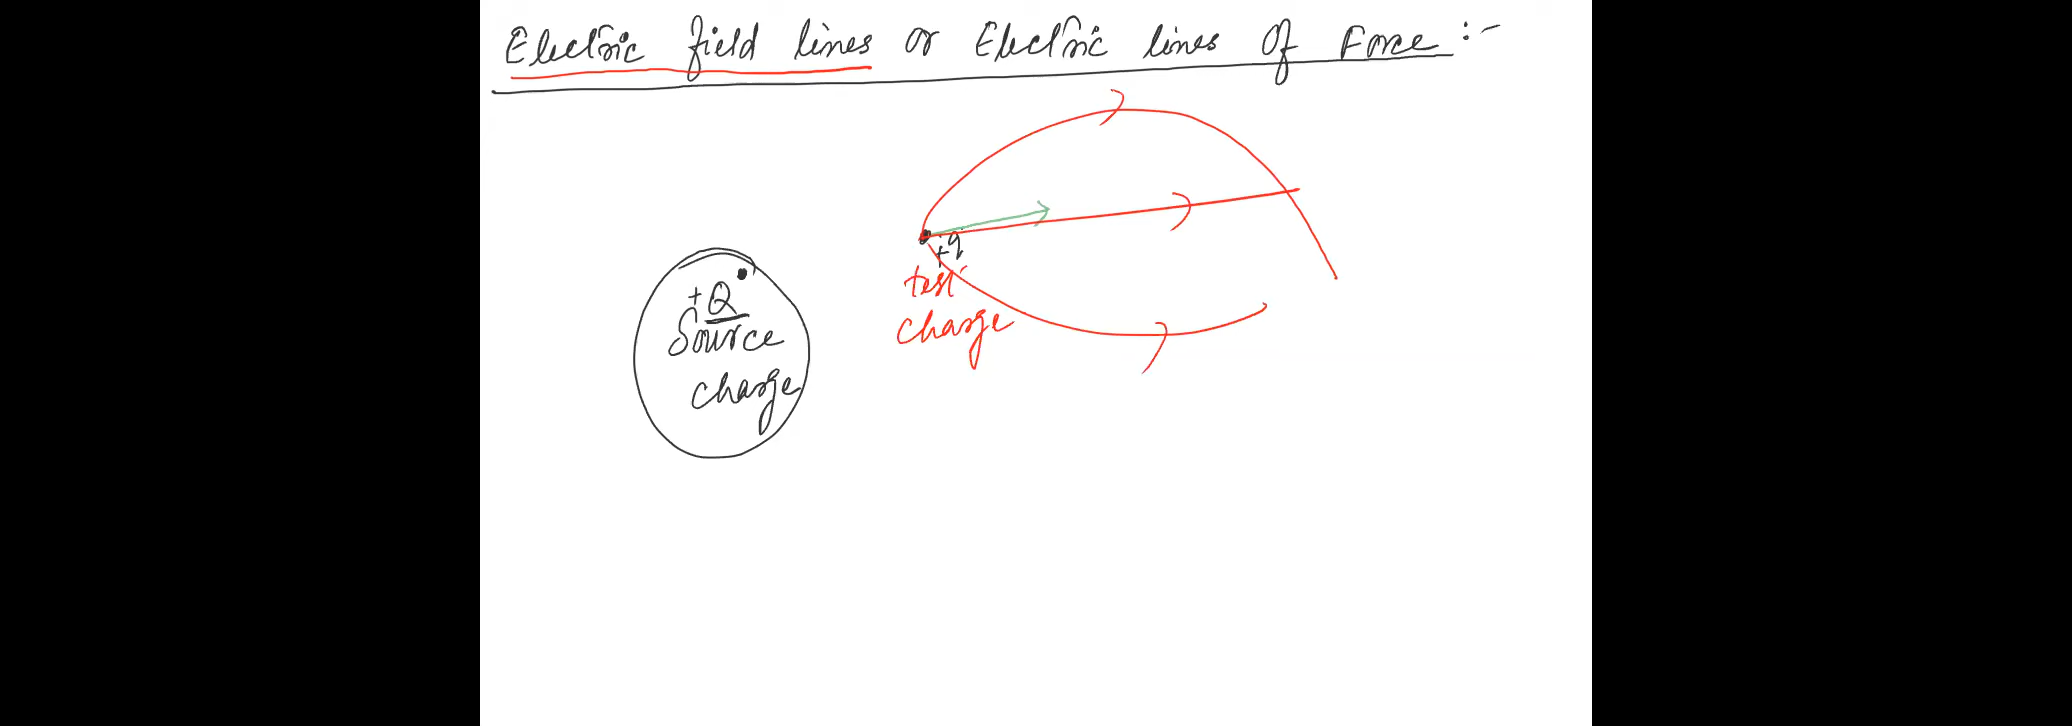 Electric field lines or Electric lines of Force :-
+q
test
charge
+Q
Source
charge